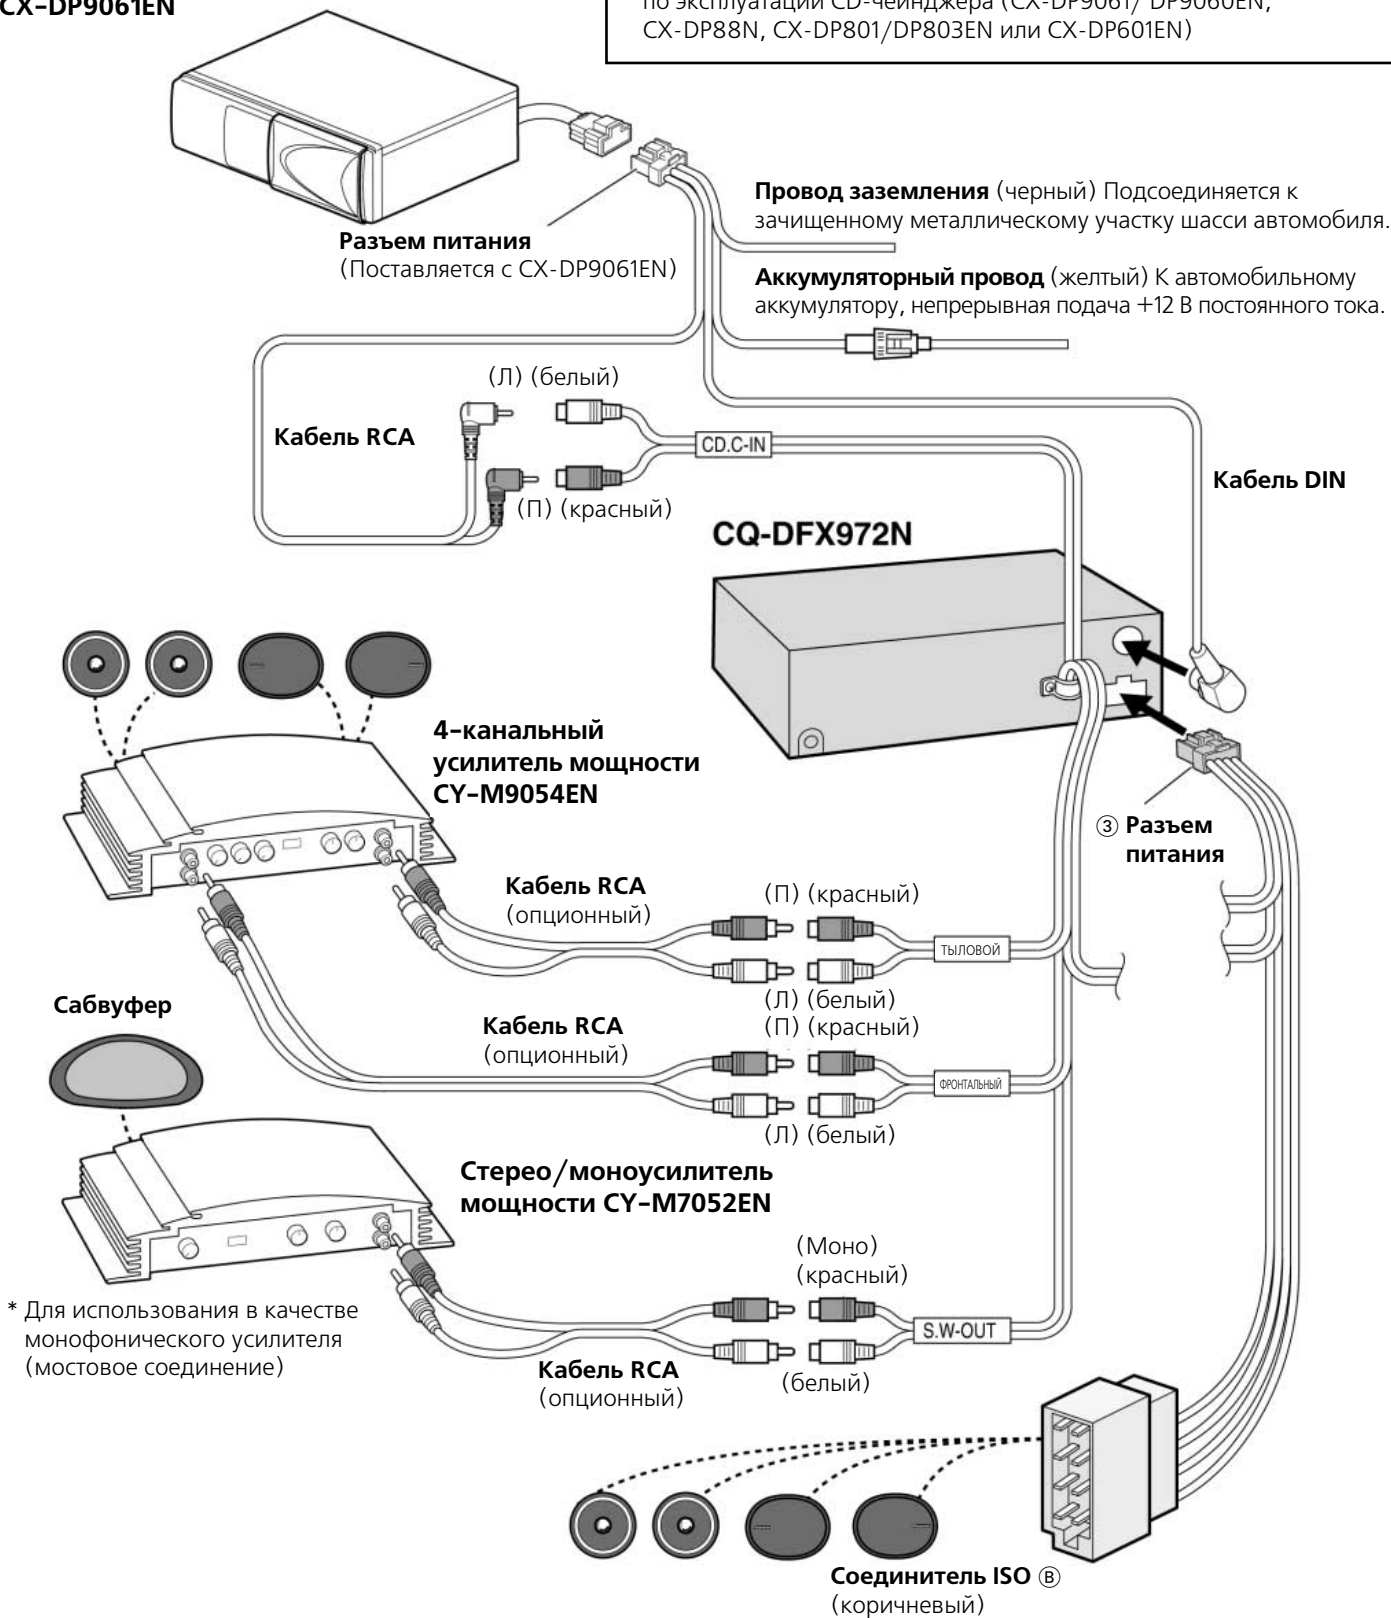 CX-DP9061EN
по эксплуатации CD-чейнджера (CX-DP9061/ DP9060EN,
CX-DP88N, CX-DP801/DP803EN или CX-DP601EN)
Провод заземления (черный) Подсоединяется к
зачищенному металлическому участку шасси автомобиля.
Разъем питания
(Поставляется с CX-DP9061EN)
Аккумуляторный провод (желтый) К автомобильному
аккумулятору, непрерывная подача +12 В постоянного тока.
(Л) (белый)
Кабель RCA
CD.C-IN
Кабель DIN
(П) (красный)
CQ-DFX972N
4-канальный
усилитель мощности
CY-M9054EN
③ Разъем
питания
Кабель RCA
(опционный)
(П) (красный)
ТЫЛОВОЙ
(Л) (белый)
Сабвуфер
Кабель RCA
(опционный)
(П) (красный)
ФРОНТАЛЬНЫЙ
(Л) (белый)
Стерео/моноусилитель
мощности CY-M7052EN
(Моно)
(красный)
S.W-OUT
* Для использования в качестве
монофонического усилителя
(мостовое соединение)
Кабель RCA
(опционный)
(белый)
Соединитель ISO Ⓑ
(коричневый)